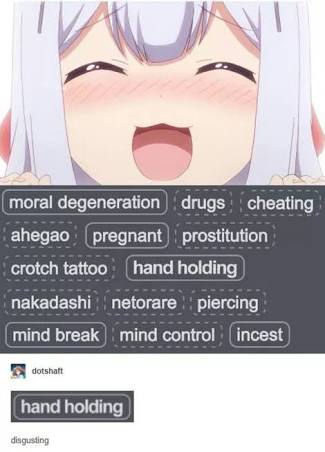 moral degeneration drugs cheating
ahegao pregnant prostitution
crotch tattoo hand holding
nakadashi netorare piercing
mind break mind control incest
dotshaft
hand holding
disgusting